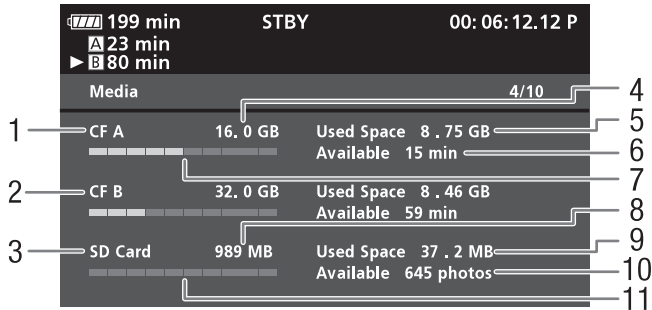 199 min STBY 00: 06: 12.12 P
A 23 min
B 80 min
Media 4/10
4
1 CF A 16. 0 GB Used Space 8 . 75 GB 5
Available 15 min 6
7
2 CF B 32. 0 GB Used Space 8 . 46 GB
Available 59 min 8
3 SD Card 989 MB Used Space 37 . 2 MB 9
Available 645 photos 10
11